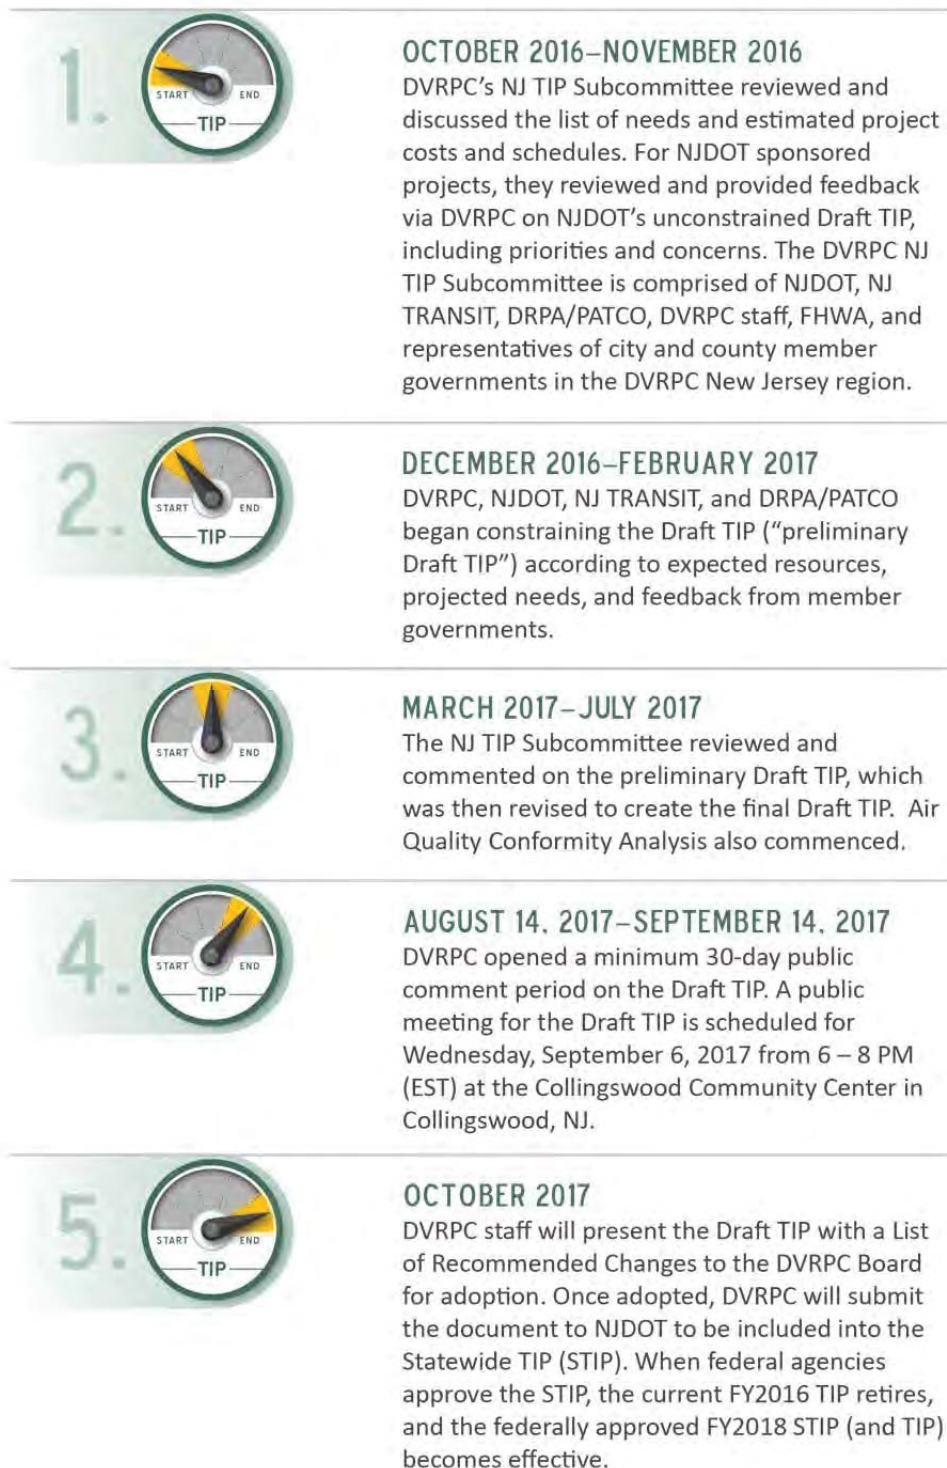 1.
START
END
TIP
OCTOBER 2016–NOVEMBER 2016
DVRPC's NJ TIP Subcommittee reviewed and
discussed the list of needs and estimated project
costs and schedules. For NJDOT sponsored
projects, they reviewed and provided feedback
via DVRPC on NJDOT's unconstrained Draft TIP,
including priorities and concerns. The DVRPC NJ
TIP Subcommittee is comprised of NJDOT, NJ
TRANSIT, DRPA/PATCO, DVRPC staff, FHWA, and
representatives of city and county member
governments in the DVRPC New Jersey region.
2.
START
END
TIP
DECEMBER 2016–FEBRUARY 2017
DVRPC, NJDOT, NJ TRANSIT, and DRPA/PATCO
began constraining the Draft TIP (“preliminary
Draft TIP”) according to expected resources,
projected needs, and feedback from member
governments.
3.
START
END
TIP
MARCH 2017–JULY 2017
The NJ TIP Subcommittee reviewed and
commented on the preliminary Draft TIP, which
was then revised to create the final Draft TIP.  Air
Quality Conformity Analysis also commenced.
4.
START
END
TIP
AUGUST 14, 2017–SEPTEMBER 14, 2017
DVRPC opened a minimum 30-day public
comment period on the Draft TIP. A public
meeting for the Draft TIP is scheduled for
Wednesday, September 6, 2017 from 6 – 8 PM
(EST) at the Collingswood Community Center in
Collingswood, NJ.
5.
START
END
TIP
OCTOBER 2017
DVRPC staff will present the Draft TIP with a List
of Recommended Changes to the DVRPC Board
for adoption. Once adopted, DVRPC will submit
the document to NJDOT to be included into the
Statewide TIP (STIP). When federal agencies
approve the STIP, the current FY2016 TIP retires,
and the federally approved FY2018 STIP (and TIP)
becomes effective.